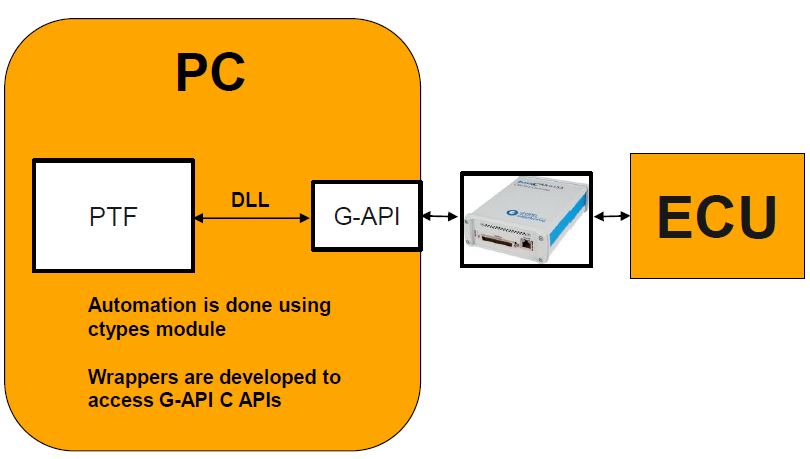 PC
PTF
DLL
G-API
ECU
Automation is done using
ctypes module
Wrappers are developed to
access G-API C APIs